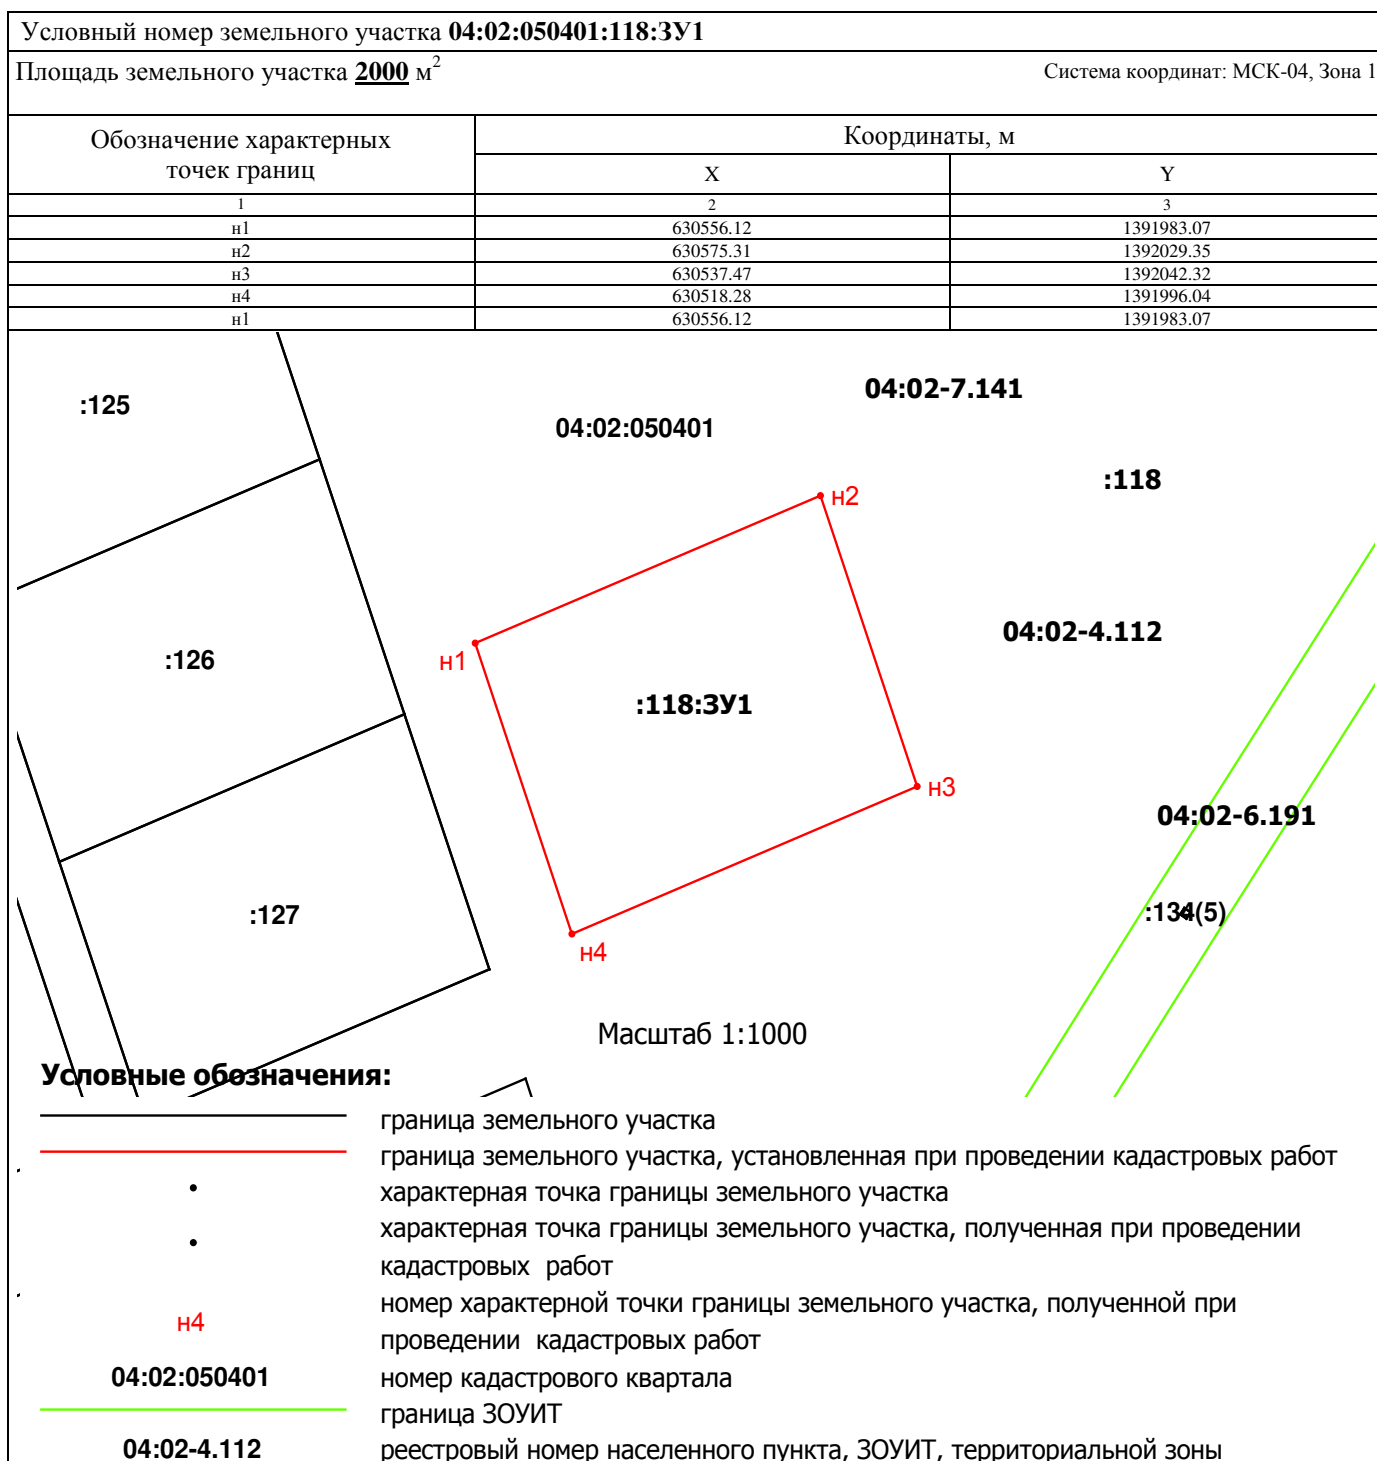 Условный номер земельного участка 04:02:050401:118:ЗУ1
Площадь земельного участка 2000 м2
Система координат: МСК-04, Зона 1
Обозначение характерных точек границ
Координаты, м
X Y
1 2 3
н1 630556.12 1391983.07
н2 630575.31 1392029.35
н3 630537.47 1392042.32
н4 630518.28 1391996.04
н1 630556.12 1391983.07
04:02-7.141
:125
04:02:050401
:118
н2
04:02-4.112
н1
:126
:118:ЗУ1
н3
04:02-6.191
:127
:134(5)
н4
Масштаб 1:1000
Условные обозначения:
граница земельного участка
граница земельного участка, установленная при проведении кадастровых работ
характерная точка границы земельного участка
характерная точка границы земельного участка, полученная при проведении
кадастровых работ
номер характерной точки границы земельного участка, полученной при
н4
проведении кадастровых работ
04:02:050401 номер кадастрового квартала
граница ЗОУИТ
04:02-4.112 реестровый номер населенного пункта, ЗОУИТ, территориальной зоны